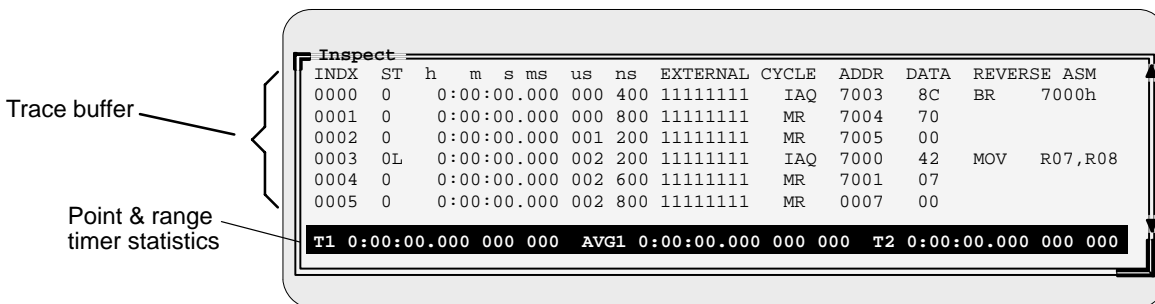 Inspect
INDX ST h m s ms us ns EXTERNAL CYCLE ADDR DATA REVERSE ASM
0000 0 0:00:00.000 000 400 11111111 IAQ 7003 8C BR 7000h
0001 0 0:00:00.000 000 800 11111111 MR 7004 70
0002 0 0:00:00.000 001 200 11111111 MR 7005 00
0003 0L 0:00:00.000 002 200 11111111 IAQ 7000 42 MOV R07,R08
0004 0 0:00:00.000 002 600 11111111 MR 7001 07
0005 0 0:00:00.000 002 800 11111111 MR 0007 00
T1 0:00:00.000 000 000 AVG1 0:00:00.000 000 000 T2 0:00:00.000 000 000
Trace buffer
Point & range
timer statistics